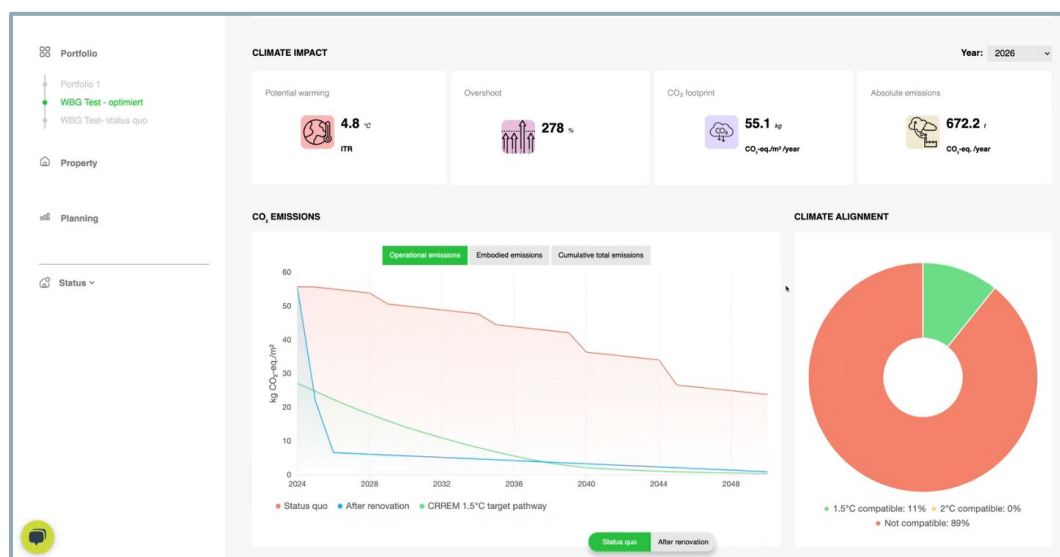 Portfolio
Portfolio 1
WBG Test - optimiert
WBG Test- status quo
Property
Planning
Status
CLIMATE IMPACT
Year: 2026
Potential warming
4.8 °C
ITR
Overshoot
278 %
CO₂ footprint
CO₂
55.1 kg
CO₂-eq./m² /year
Absolute emissions
672.2 t
CO₂-eq. /year
CO₂ EMISSIONS
Operational emissions Embodied emissions Cumulative total emissions
kg CO₂-eq./m²
60
50
40
30
20
10
0
2024 2028 2032 2036 2040 2044 2048
Status quo After renovation CRREM 1.5°C target pathway
Status quo After renovation
CLIMATE ALIGNMENT
1.5°C compatible: 11% 2°C compatible: 0%
Not compatible: 89%